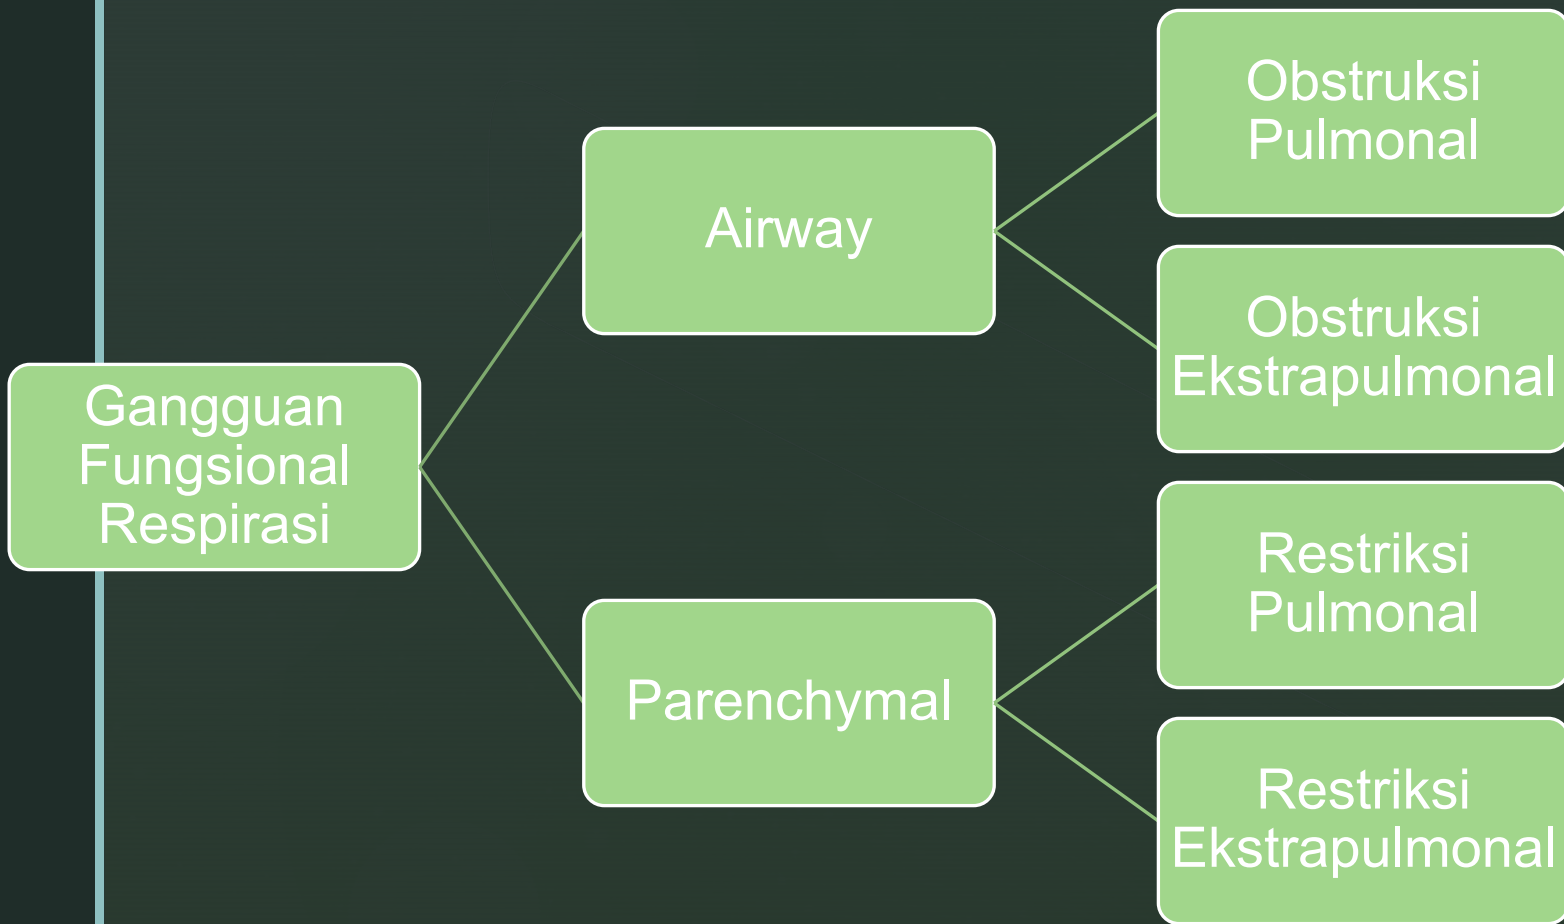 Gangguan
Fungsional
Respirasi
Airway
Obstruksi
Pulmonal
Obstruksi
Ekstrapulmonal
Parenchymal
Restriksi
Pulmonal
Restriksi
Ekstrapulmonal